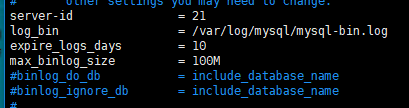 #       other settings you may need to change.
server-id               = 21
log_bin                 = /var/log/mysql/mysql-bin.log
expire_logs_days        = 10
max_binlog_size         = 100M
#binlog_do_db           = include_database_name
#binlog_ignore_db       = include_database_name
#